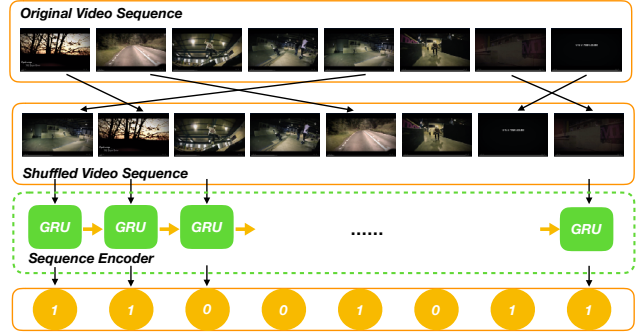 Original Video Sequence
Shuffled Video Sequence
GRU GRU GRU ...... GRU
Sequence Encoder
1 1 0 0 1 0 1 1